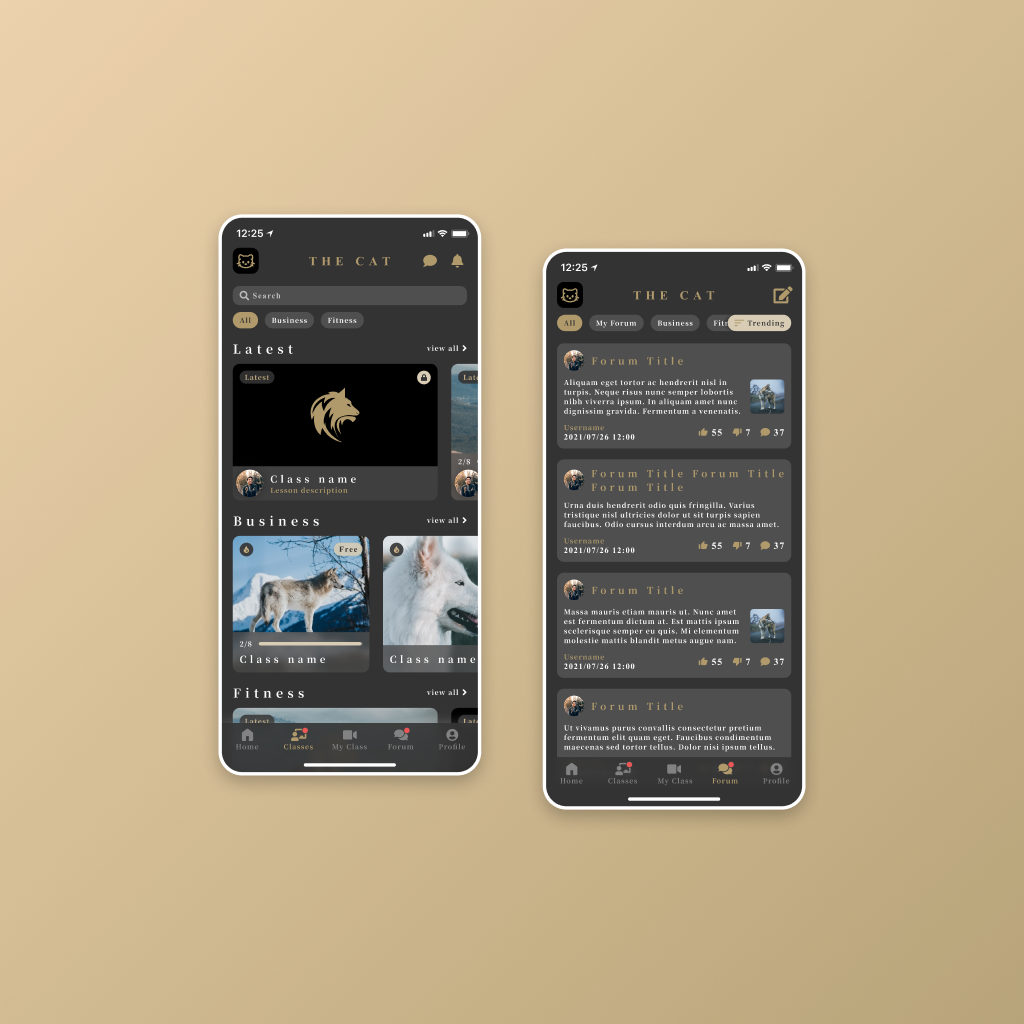 12:25
THE CAT
Search
All Business Fitness
Latest view all
Latest
2/8
Class name
Lesson description
Business view all
Free
2/8
Class name Class name
Fitness view all
Latest
Home Classes My Class Forum Profile
12:25
THE CAT
All My Forum Business Trending
Forum Title
Aliquam eget tortor ac hendrerit nisl in
turpis. Neque risus nunc semper lobortis
nibh viverra ipsum. In aliquam amet nunc
dignissim gravida. Fermentum a venenatis.
Username
2021/07/26 12:00 55 7 37
Forum Title Forum Title
Forum Title
Urna duis hendrerit odio quis fringilla. Varius
tristique nisl ultricies dolor ut sit turpis sapien
faucibus. Odio cursus interdum arcu ac massa amet.
Username
2021/07/26 12:00 55 7 37
Forum Title
Massa mauris etiam mauris ut. Nunc amet
est fermentum dictum at. Est mattis ipsum
scelerisque semper eu quis. Mi elementum
molestie mattis blandit metus augue nam.
Username
2021/07/26 12:00 55 7 37
Forum Title
Ut vivamus purus convallis consectetur pretium
fermentum elit quam eget. Faucibus condimentum
maecenas sed tortor tellus. Dolor nisi ipsum tellus.
Home Classes My Class Forum Profile